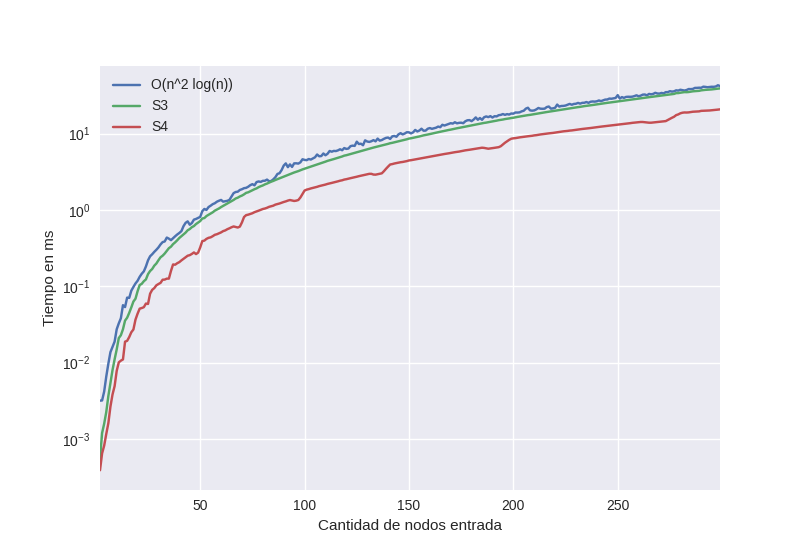 O(n^2 log(n))
S3
S4
10^1
10^0
10^−1
10^−2
10^−3
Tiempo en ms
50 100 150 200 250
Cantidad de nodos entrada